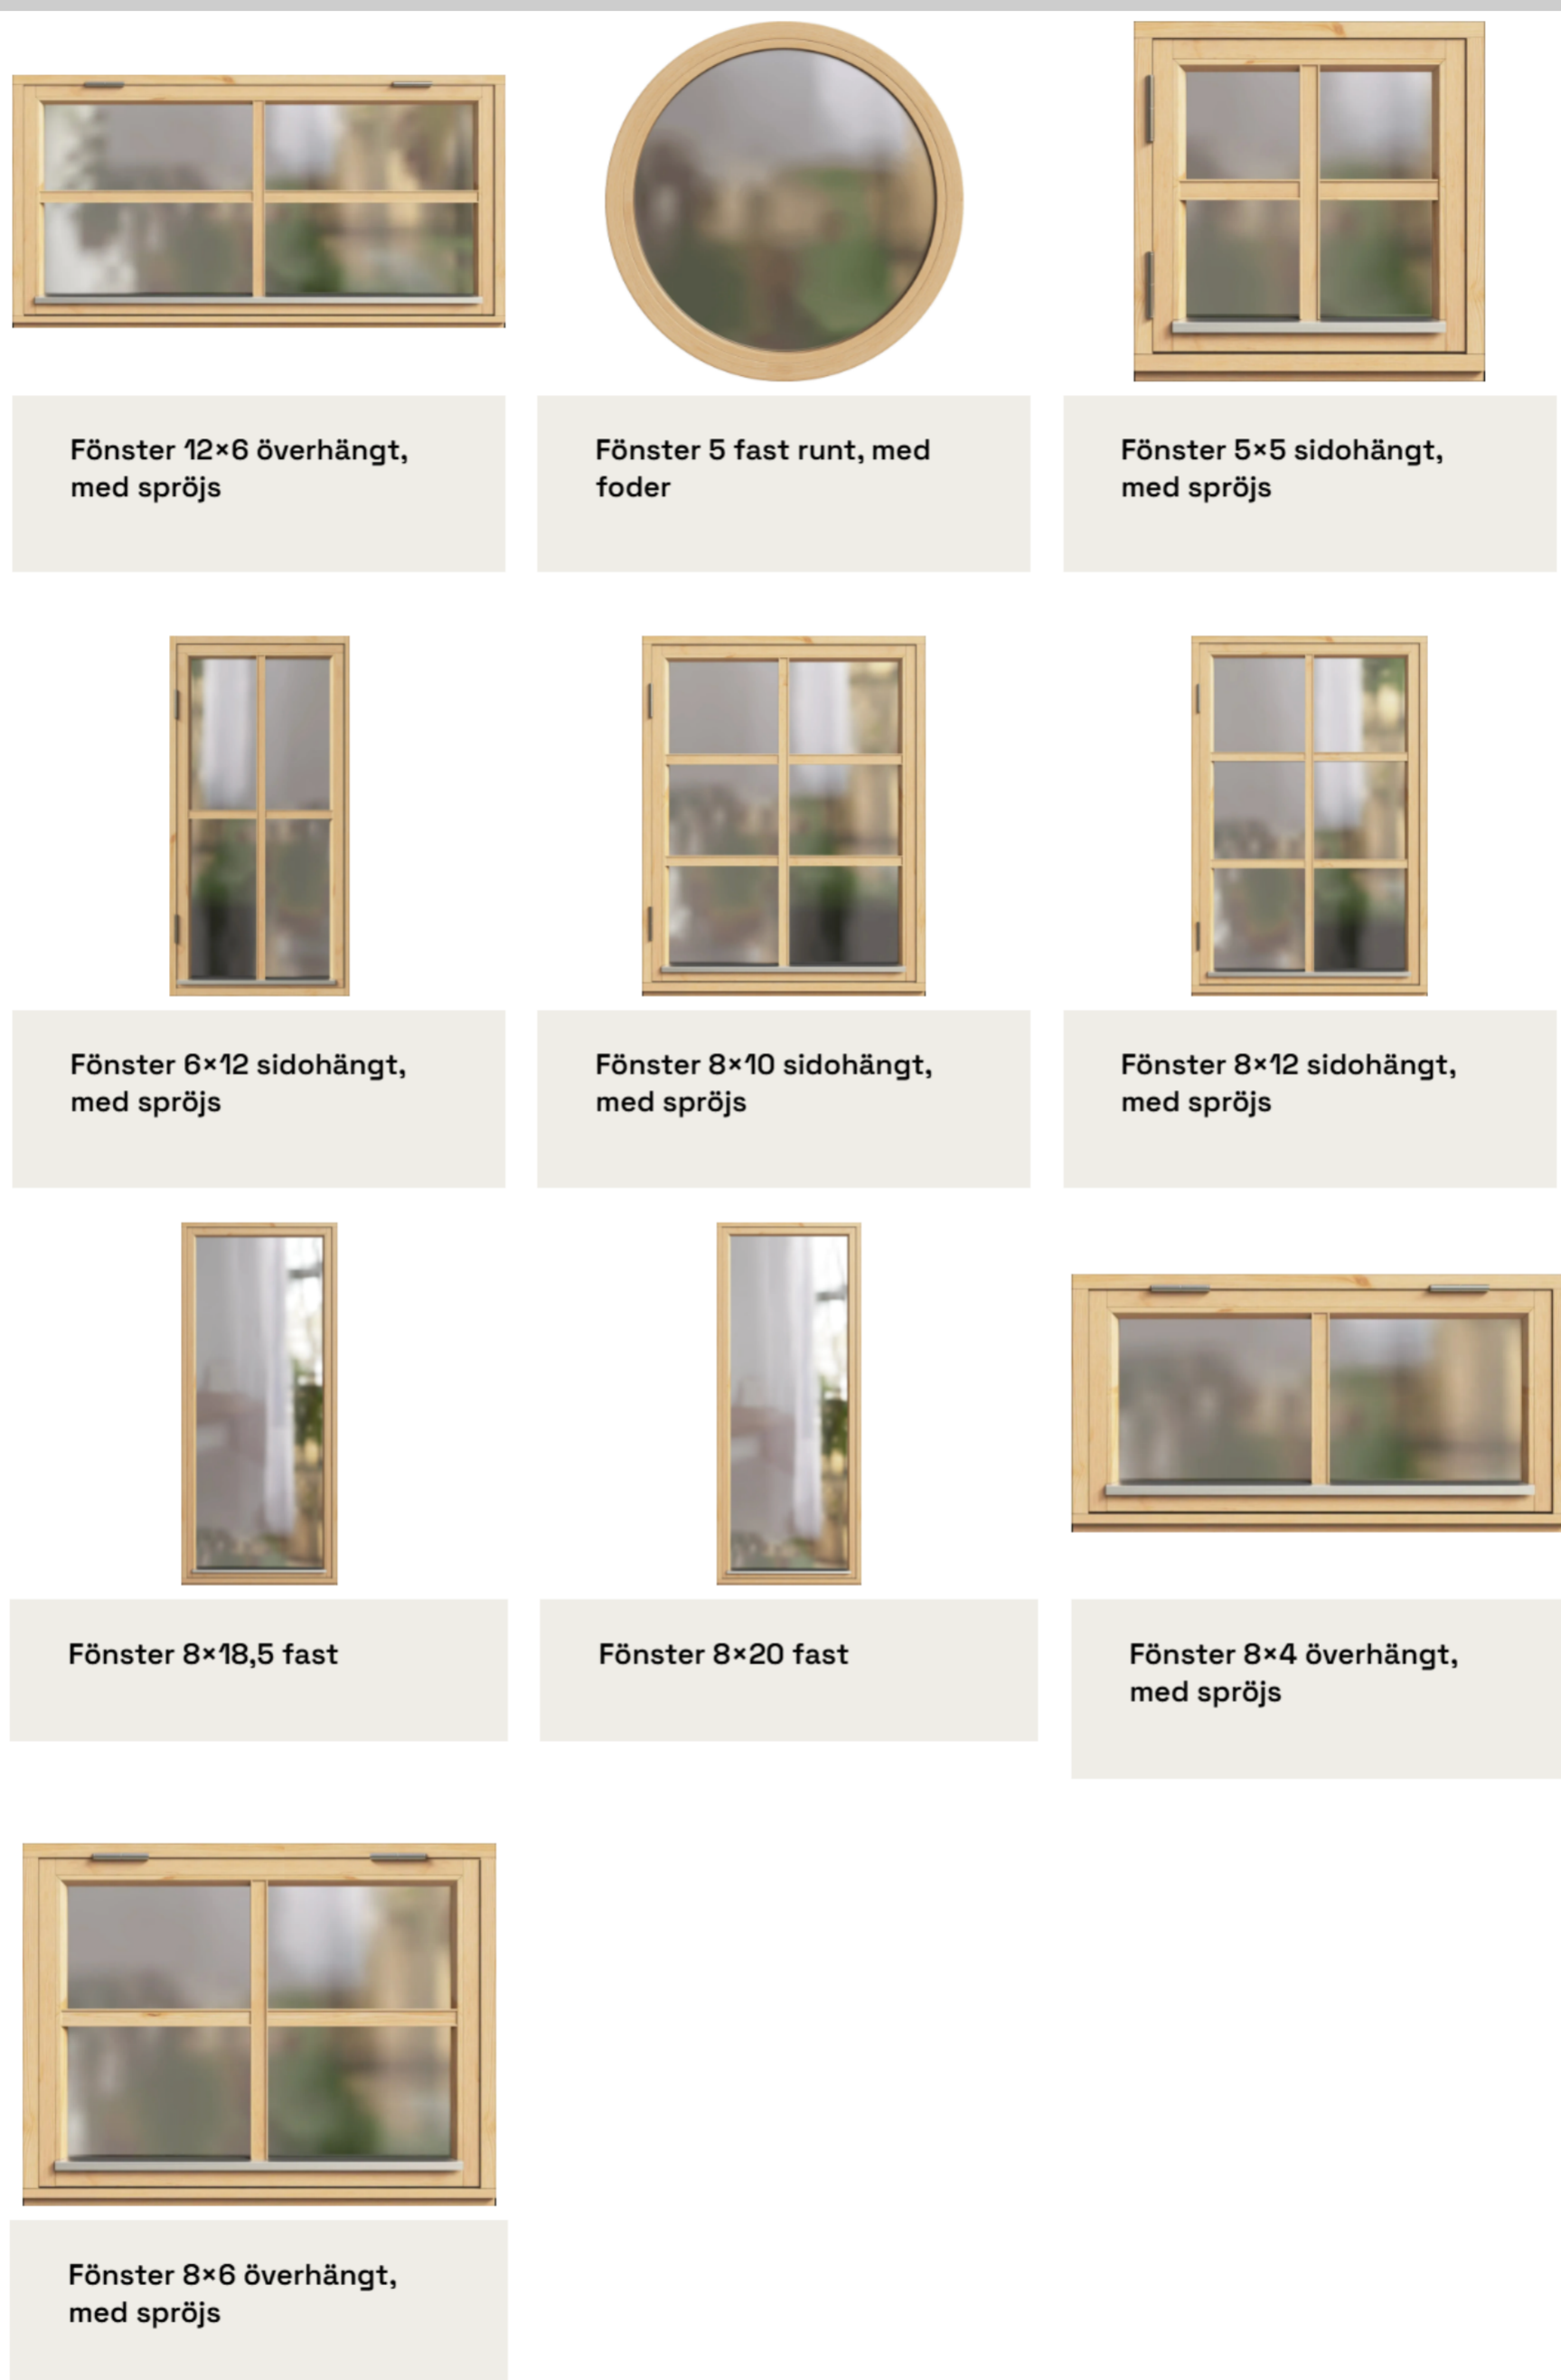 Fönster 12×6 överhängt,
med spröjs
Fönster 5 fast runt, med
foder
Fönster 5×5 sidohängt,
med spröjs
Fönster 6×12 sidohängt,
med spröjs
Fönster 8×10 sidohängt,
med spröjs
Fönster 8×12 sidohängt,
med spröjs
Fönster 8×18,5 fast
Fönster 8×20 fast
Fönster 8×4 överhängt,
med spröjs
Fönster 8×6 överhängt,
med spröjs